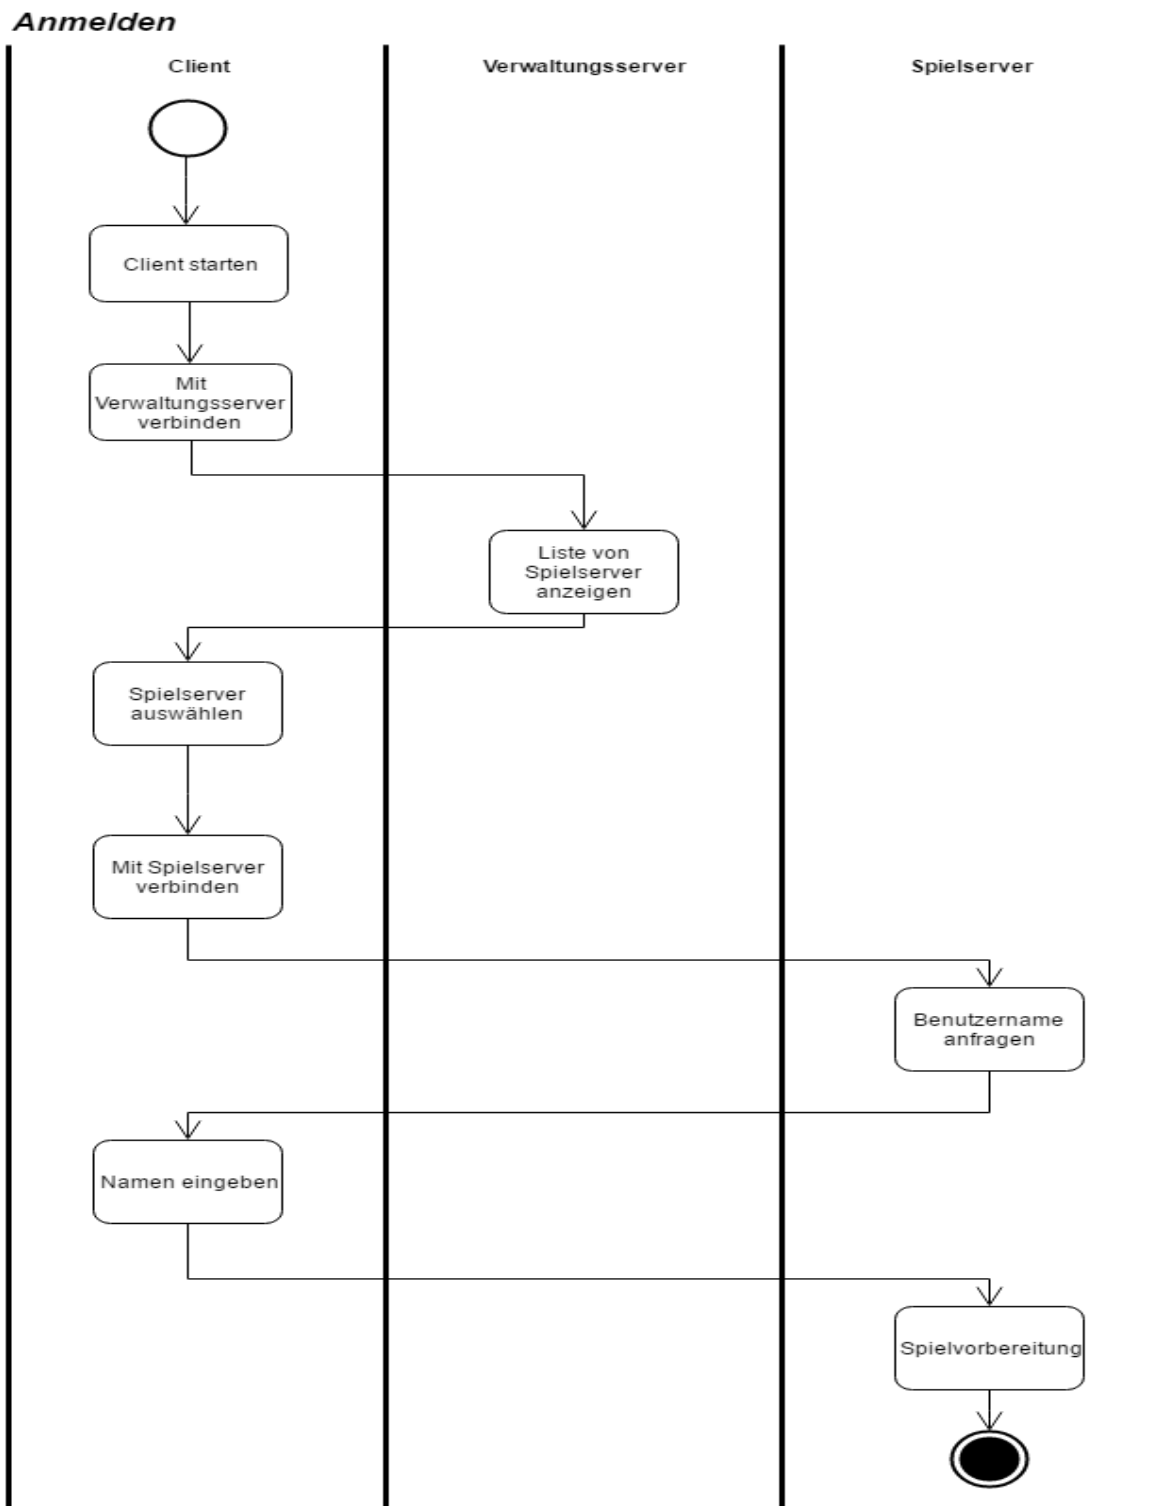 Anmelden
Client
Verwaltungsserver
Spielserver
Client starten
Mit
Verwaltungsserver
verbinden
Liste von
Spielserver
anzeigen
Spielserver
auswählen
Mit Spielserver
verbinden
Benutzername
anfragen
Namen eingeben
Spielvorbereitung